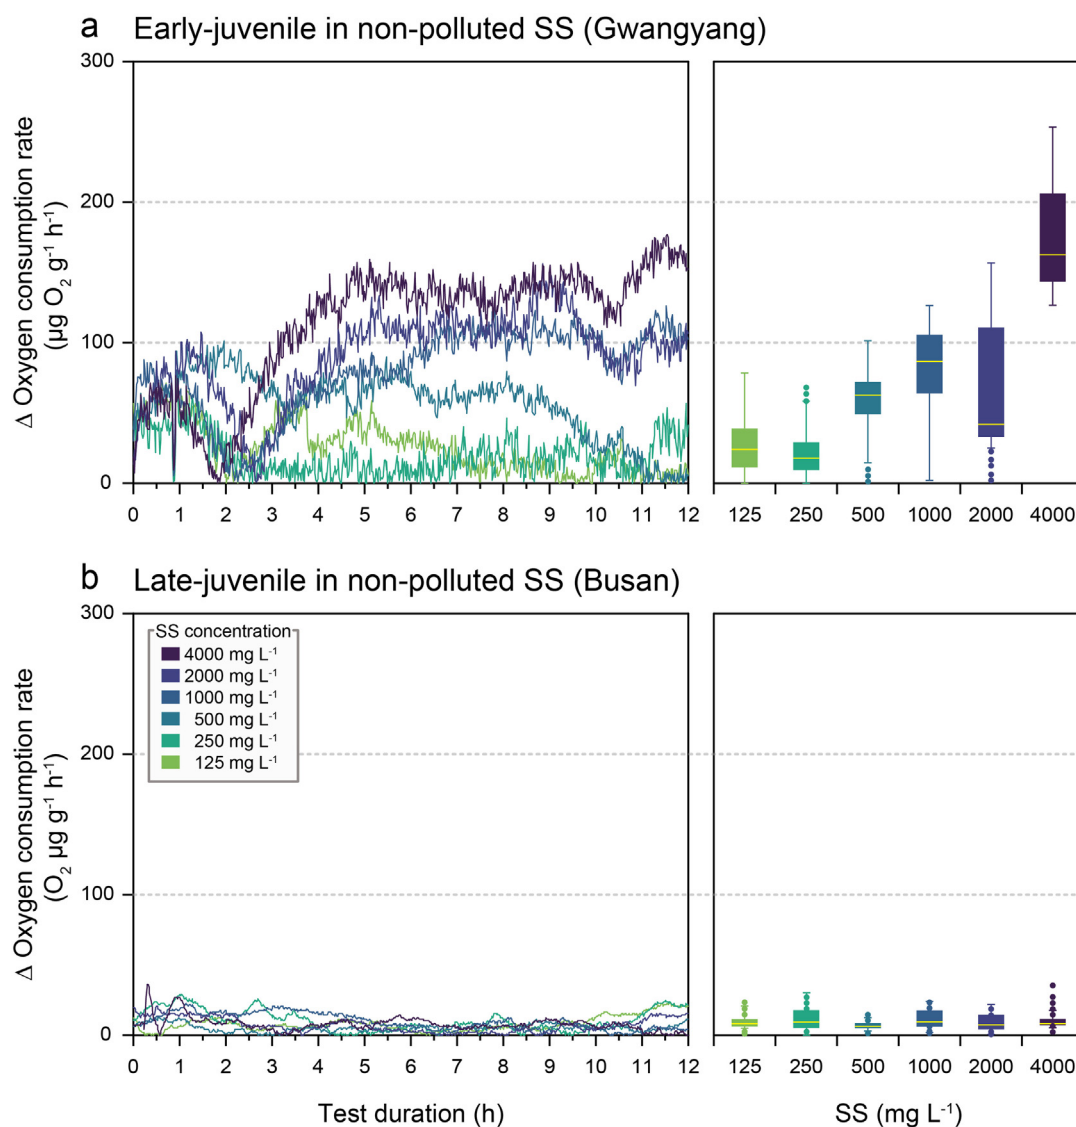 a Early-juvenile in non-polluted SS (Gwangyang)
Δ Oxygen consumption rate
(µg O₂ g⁻¹ h⁻¹)
300
200
100
0
0 1 2 3 4 5 6 7 8 9 10 11 12
125 250 500 1000 2000 4000
b Late-juvenile in non-polluted SS (Busan)
Δ Oxygen consumption rate
(O₂ µg g⁻¹ h⁻¹)
300
200
100
0
SS concentration
4000 mg L⁻¹
2000 mg L⁻¹
1000 mg L⁻¹
500 mg L⁻¹
250 mg L⁻¹
125 mg L⁻¹
0 1 2 3 4 5 6 7 8 9 10 11 12
125 250 500 1000 2000 4000
Test duration (h)
SS (mg L⁻¹)